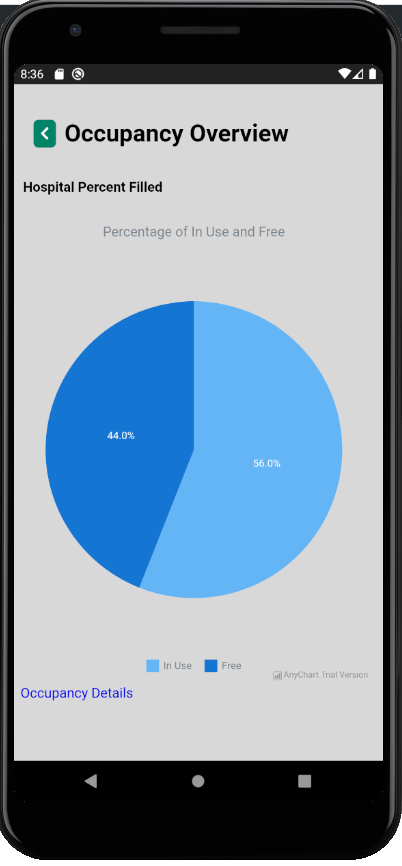 8:36
Occupancy Overview
Hospital Percent Filled
Percentage of In Use and Free
44.0%
56.0%
In Use Free
AnyChart Trial Version
Occupancy Details